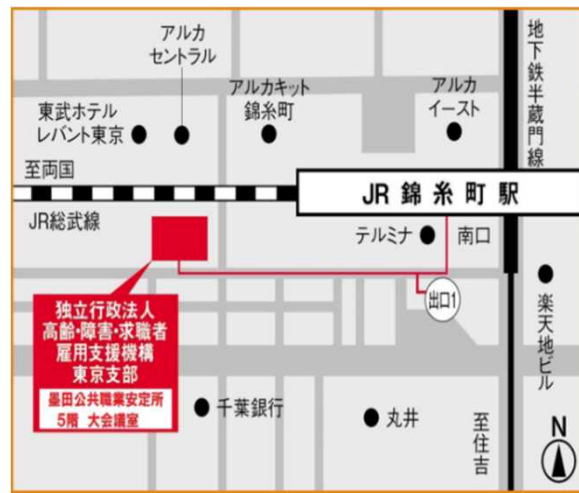 アルカ
セントラル
東武ホテル
レバント東京
アルカキット
錦糸町
アルカ
イースト
地下鉄半蔵門線
至両国
JR錦糸町駅
JR総武線
テルミナ
南口
出口1
楽天地ビル
独立行政法人
高齢・障害・求職者
雇用支援機構
東京支部
墨田公共職業安定所
5階 大会議室
千葉銀行
丸井
至住吉
N